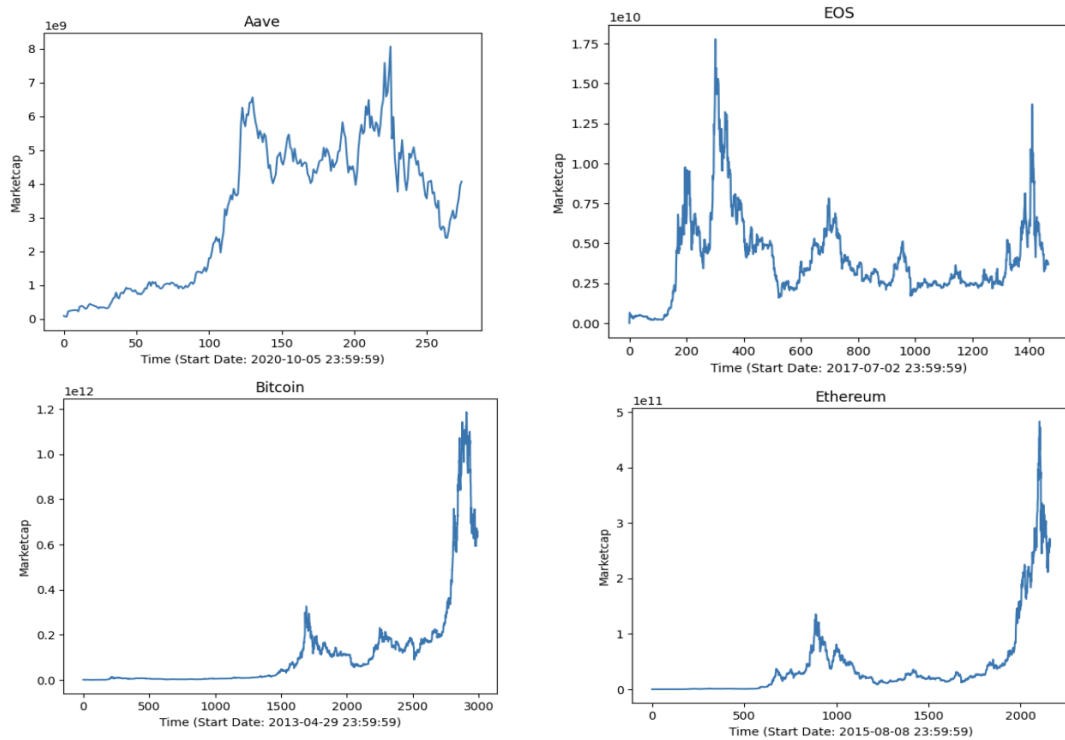 Aave
1e9
8
7
6
5
4
3
2
1
0
Marketcap
0 50 100 150 200 250
Time (Start Date: 2020-10-05 23:59:59)
EOS
1e10
1.75
1.50
1.25
1.00
0.75
0.50
0.25
0.00
Marketcap
0 200 400 600 800 1000 1200 1400
Time (Start Date: 2017-07-02 23:59:59)
Bitcoin
1e12
1.2
1.0
0.8
0.6
0.4
0.2
0.0
Marketcap
0 500 1000 1500 2000 2500 3000
Time (Start Date: 2013-04-29 23:59:59)
Ethereum
1e11
5
4
3
2
1
0
Marketcap
0 500 1000 1500 2000
Time (Start Date: 2015-08-08 23:59:59)